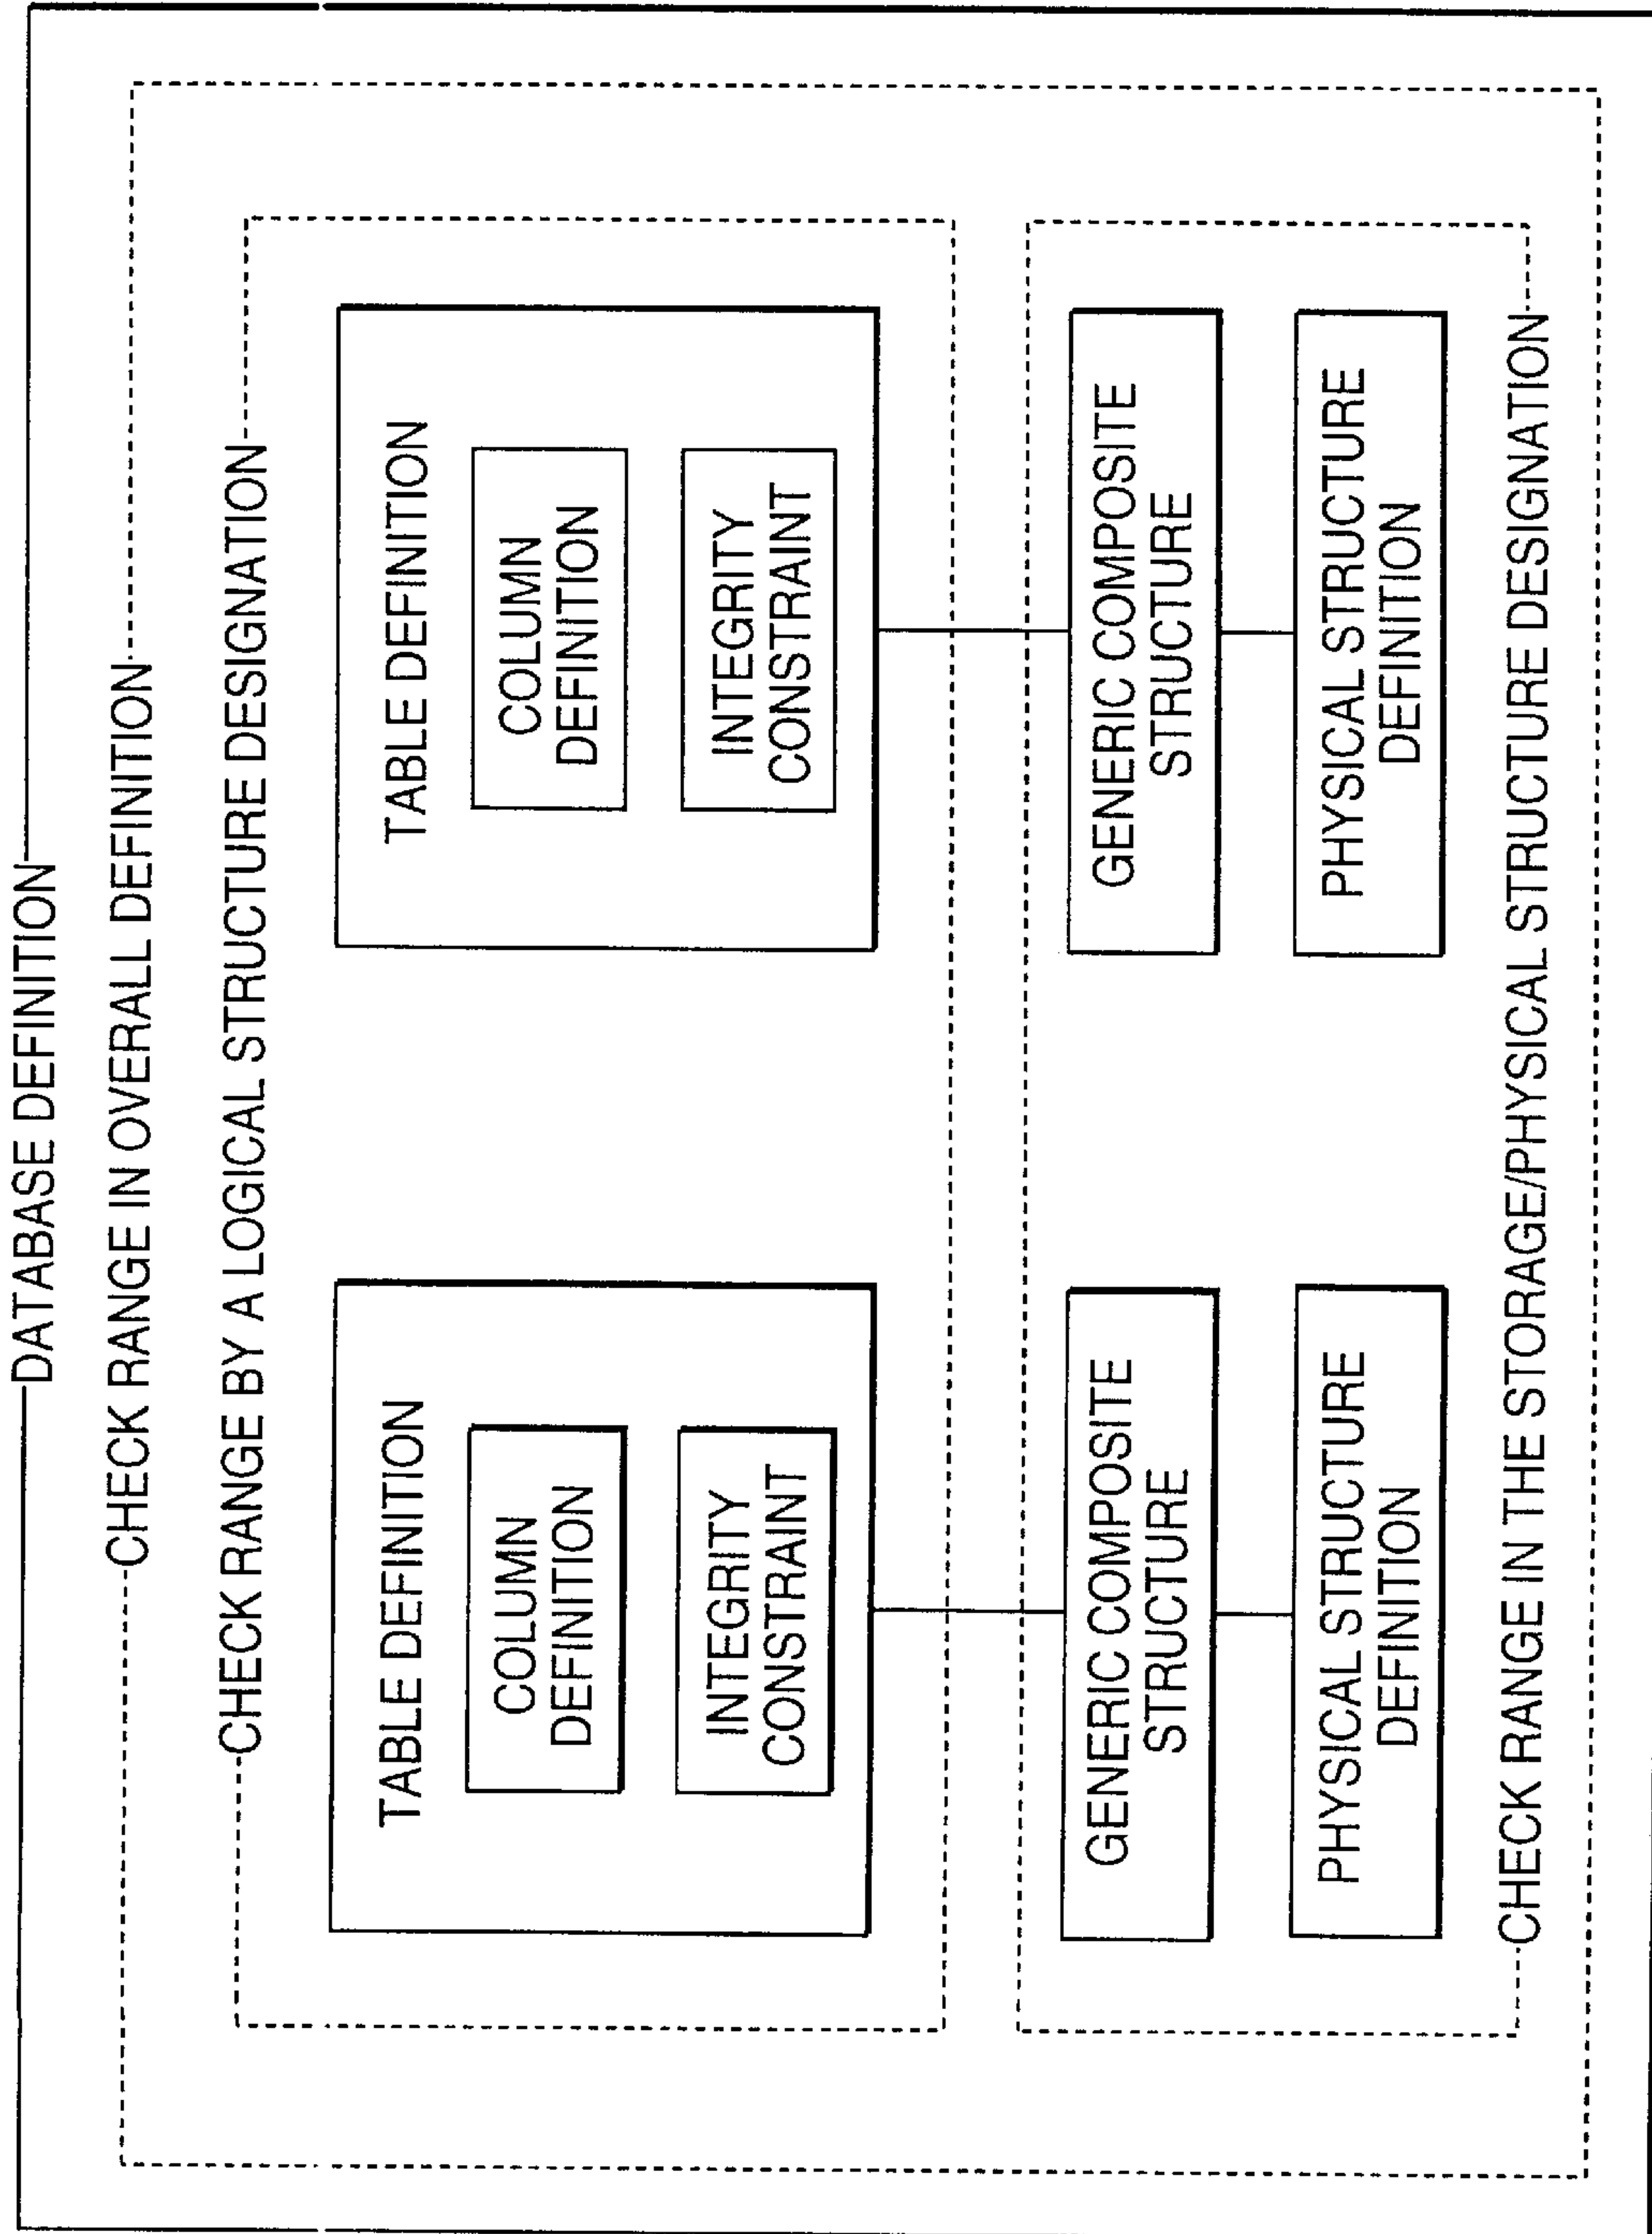 DATABASE DEFINITION
CHECK RANGE IN OVERALL DEFINITION
CHECK RANGE BY A LOGICAL STRUCTURE DESIGNATION
TABLE DEFINITION
COLUMN
DEFINITION
INTEGRITY
CONSTRAINT
TABLE DEFINITION
COLUMN
DEFINITION
INTEGRITY
CONSTRAINT
GENERIC COMPOSITE
STRUCTURE
GENERIC COMPOSITE
STRUCTURE
PHYSICAL STRUCTURE
DEFINITION
PHYSICAL STRUCTURE
DEFINITION
CHECK RANGE IN THE STORAGE/PHYSICAL STRUCTURE DESIGNATION